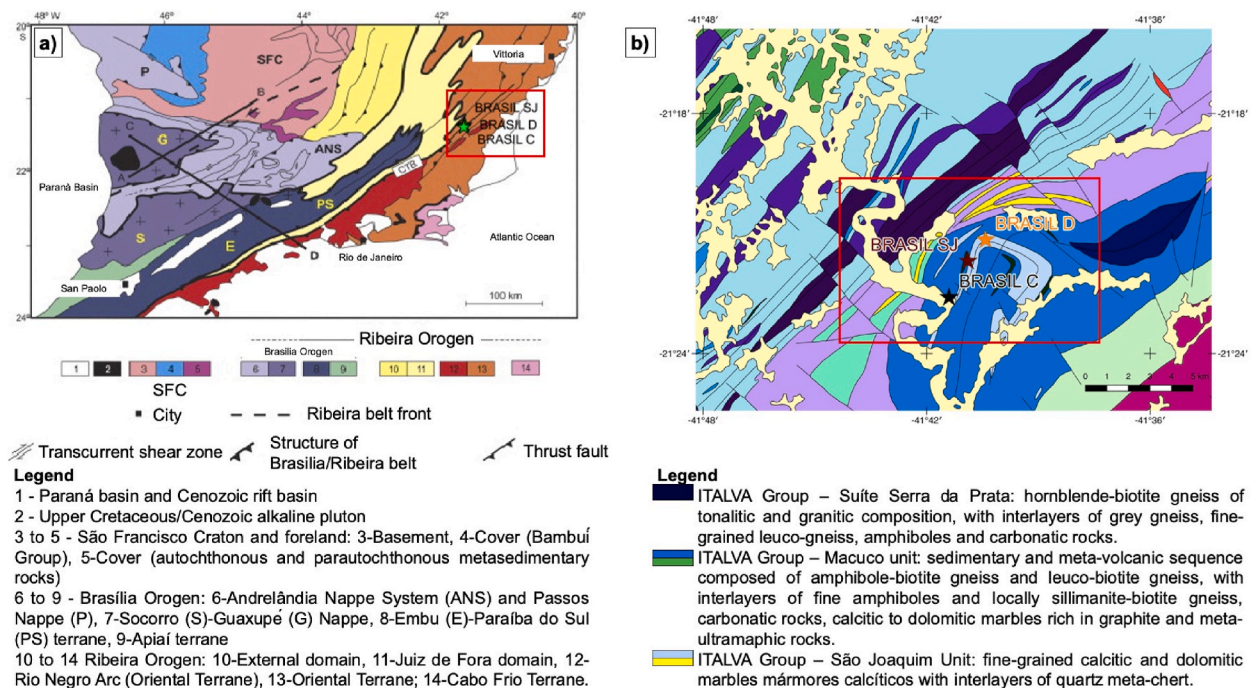 48° W
46°
44°
42°
40°
20°
S
22°
24°
a)
P
SFC
Vittoria
B
BRASIL SJ
BRASIL D
BRASIL C
C
G
A
ANS
CTB
Paranà Basin
PS
S
E
D
Rio de Janeiro
Atlantic Ocean
San Paolo
100 km
Ribeira Orogen
Brasilia Orogen
1 2 3 4 5 6 7 8 9 10 11 12 13 14
SFC
City
Ribeira belt front
Transcurrent shear zone
Structure of
Brasilia/Ribeira belt
Thrust fault
Legend
1 - Paraná basin and Cenozoic rift basin
2 - Upper Cretaceous/Cenozoic alkaline pluton
3 to 5 - São Francisco Craton and foreland: 3-Basement, 4-Cover (Bambuí
Group), 5-Cover (autochthonous and parautochthonous metasedimentary
rocks)
6 to 9 - Brasília Orogen: 6-Andrelândia Nappe System (ANS) and Passos
Nappe (P), 7-Socorro (S)-Guaxupé (G) Nappe, 8-Embu (E)-Paraíba do Sul
(PS) terrane, 9-Apiaí terrane
10 to 14 Ribeira Orogen: 10-External domain, 11-Juiz de Fora domain, 12-
Rio Negro Arc (Oriental Terrane), 13-Oriental Terrane; 14-Cabo Frio Terrane.
b)
-41°48'
-41°42'
-41°36'
-21°18'
-21°18'
BRASIL D
BRASIL SJ
BRASIL C
-21°24'
-21°24'
0 1 2 3 4 5 km
-41°48'
-41°42'
-41°36'
Legend
ITALVA Group – Suíte Serra da Prata: hornblende-biotite gneiss of
tonalitic and granitic composition, with interlayers of grey gneiss, fine-
grained leuco-gneiss, amphiboles and carbonatic rocks.
ITALVA Group – Macuco unit: sedimentary and meta-volcanic sequence
composed of amphibole-biotite gneiss and leuco-biotite gneiss, with
interlayers of fine amphiboles and locally sillimanite-biotite gneiss,
carbonatic rocks, calcitic to dolomitic marbles rich in graphite and meta-
ultramaphic rocks.
ITALVA Group – São Joaquim Unit: fine-grained calcitic and dolomitic
marbles mármores calcíticos with interlayers of quartz meta-chert.